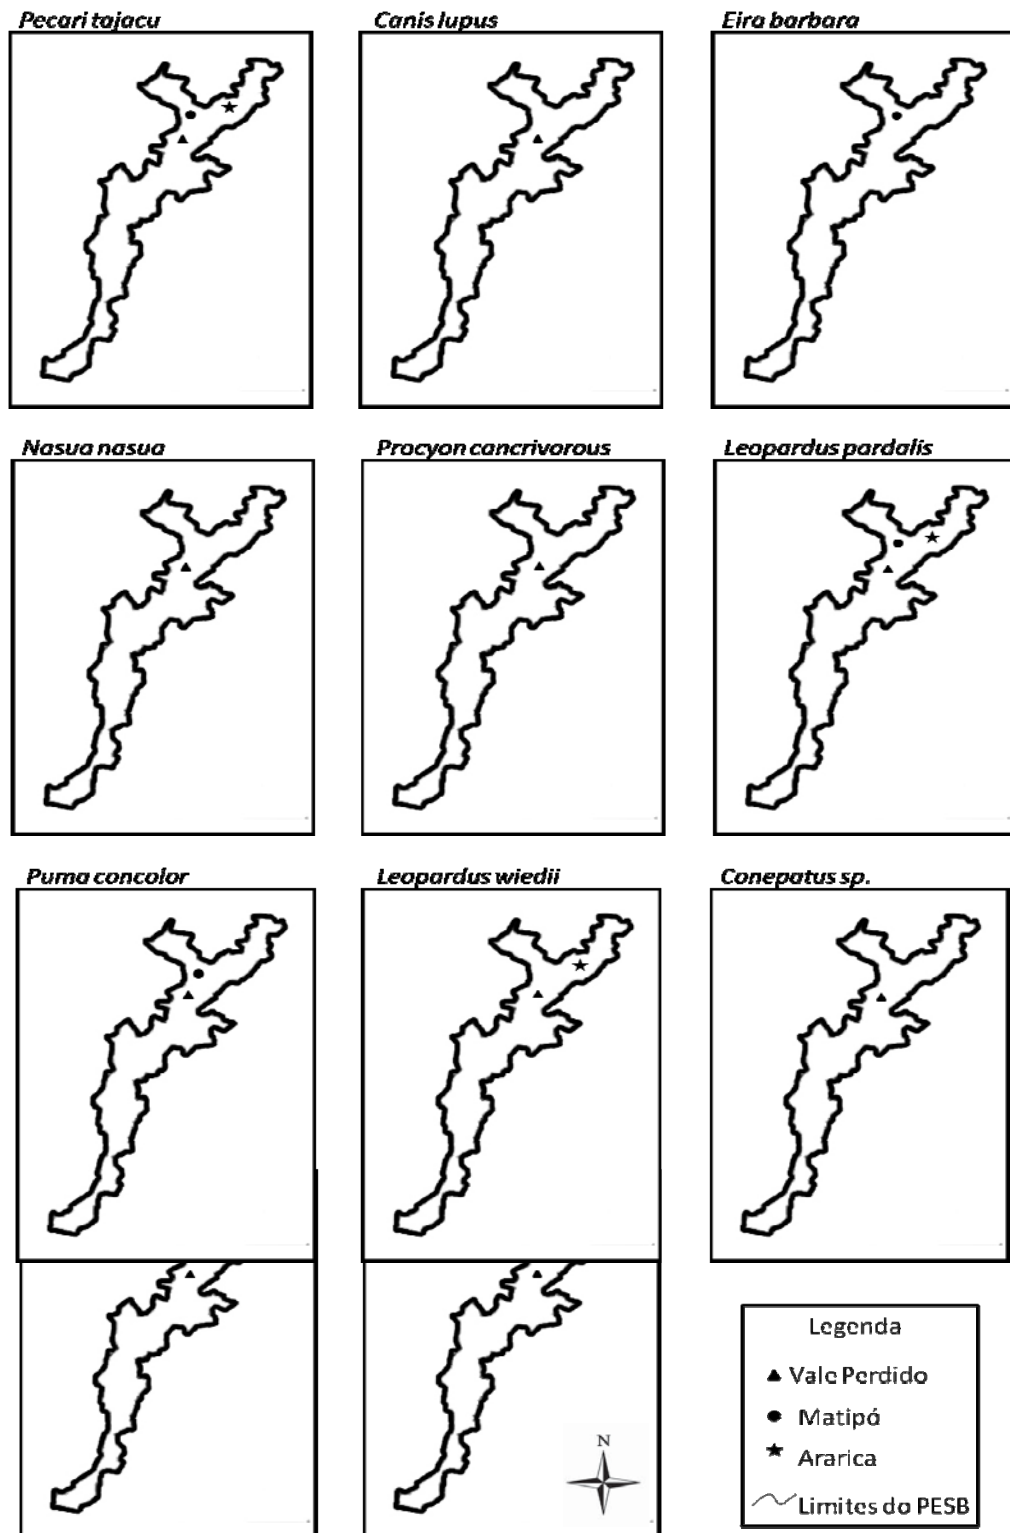 Pecari tajacu
Canis lupus
Eira barbara
Nasua nasua
Procyon cancrivorous
Leopardus pardalis
Puma concolor
Leopardus wiedii
Conepatus sp.
N
Legenda
Vale Perdido
Matipó
Ararica
Limites do PESB